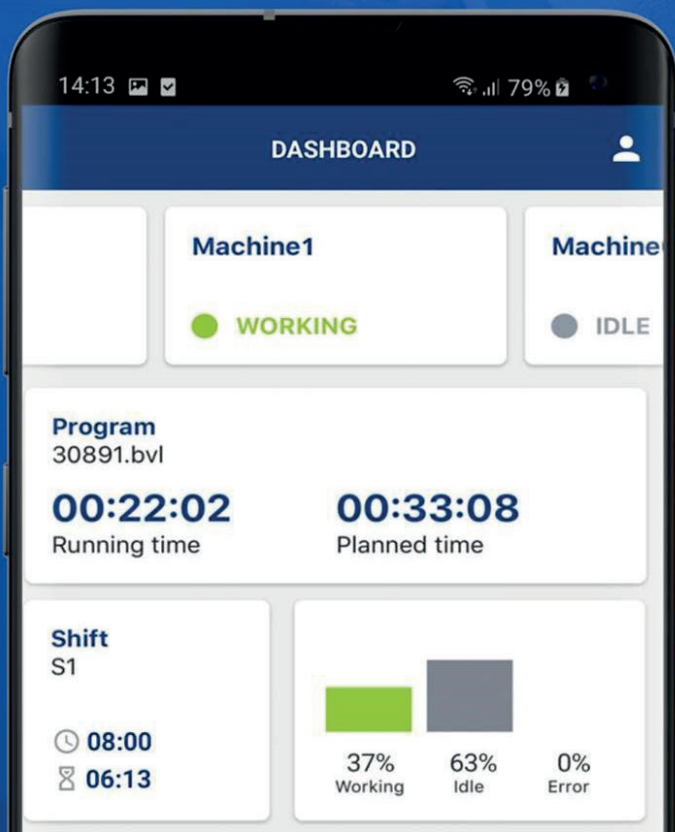 14:13 79%
DASHBOARD
Machine1 Machine
WORKING IDLE
Program
30891.bvl
00:22:02 00:33:08
Running time Planned time
Shift
S1
08:00
06:13
37% 63% 0%
Working Idle Error